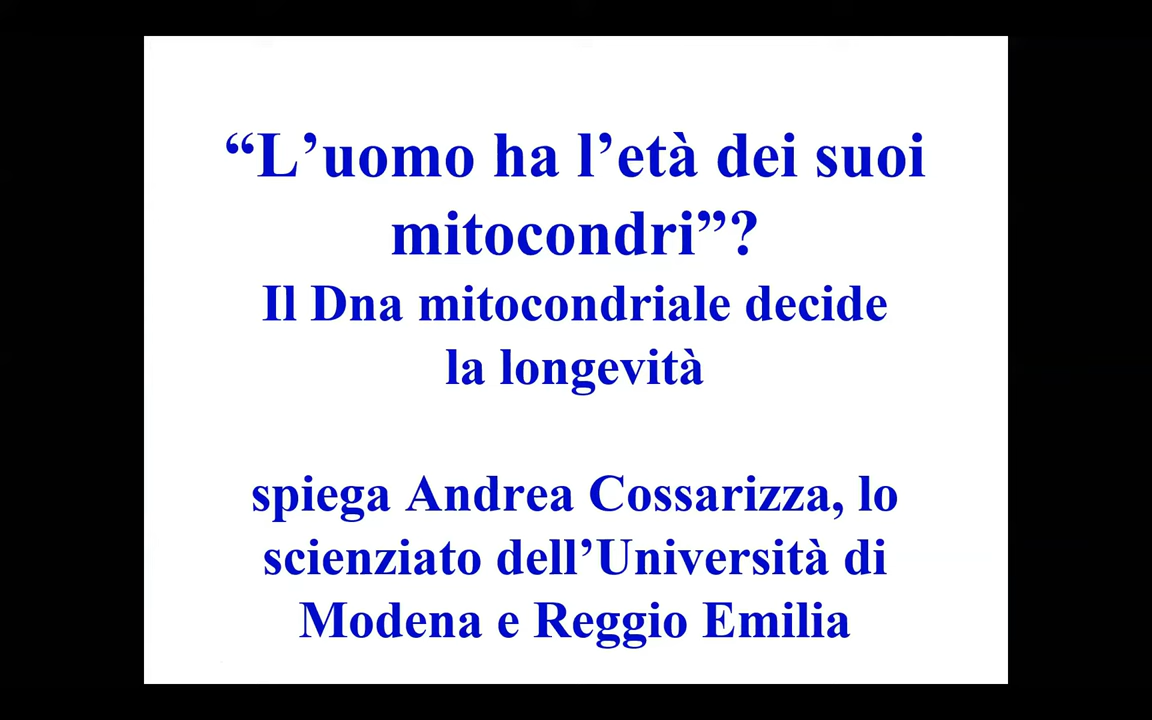 “L’uomo ha l’età dei suoi
mitocondri”?
Il Dna mitocondriale decide
la longevità
spiega Andrea Cossarizza, lo
scienziato dell’Università di
Modena e Reggio Emilia